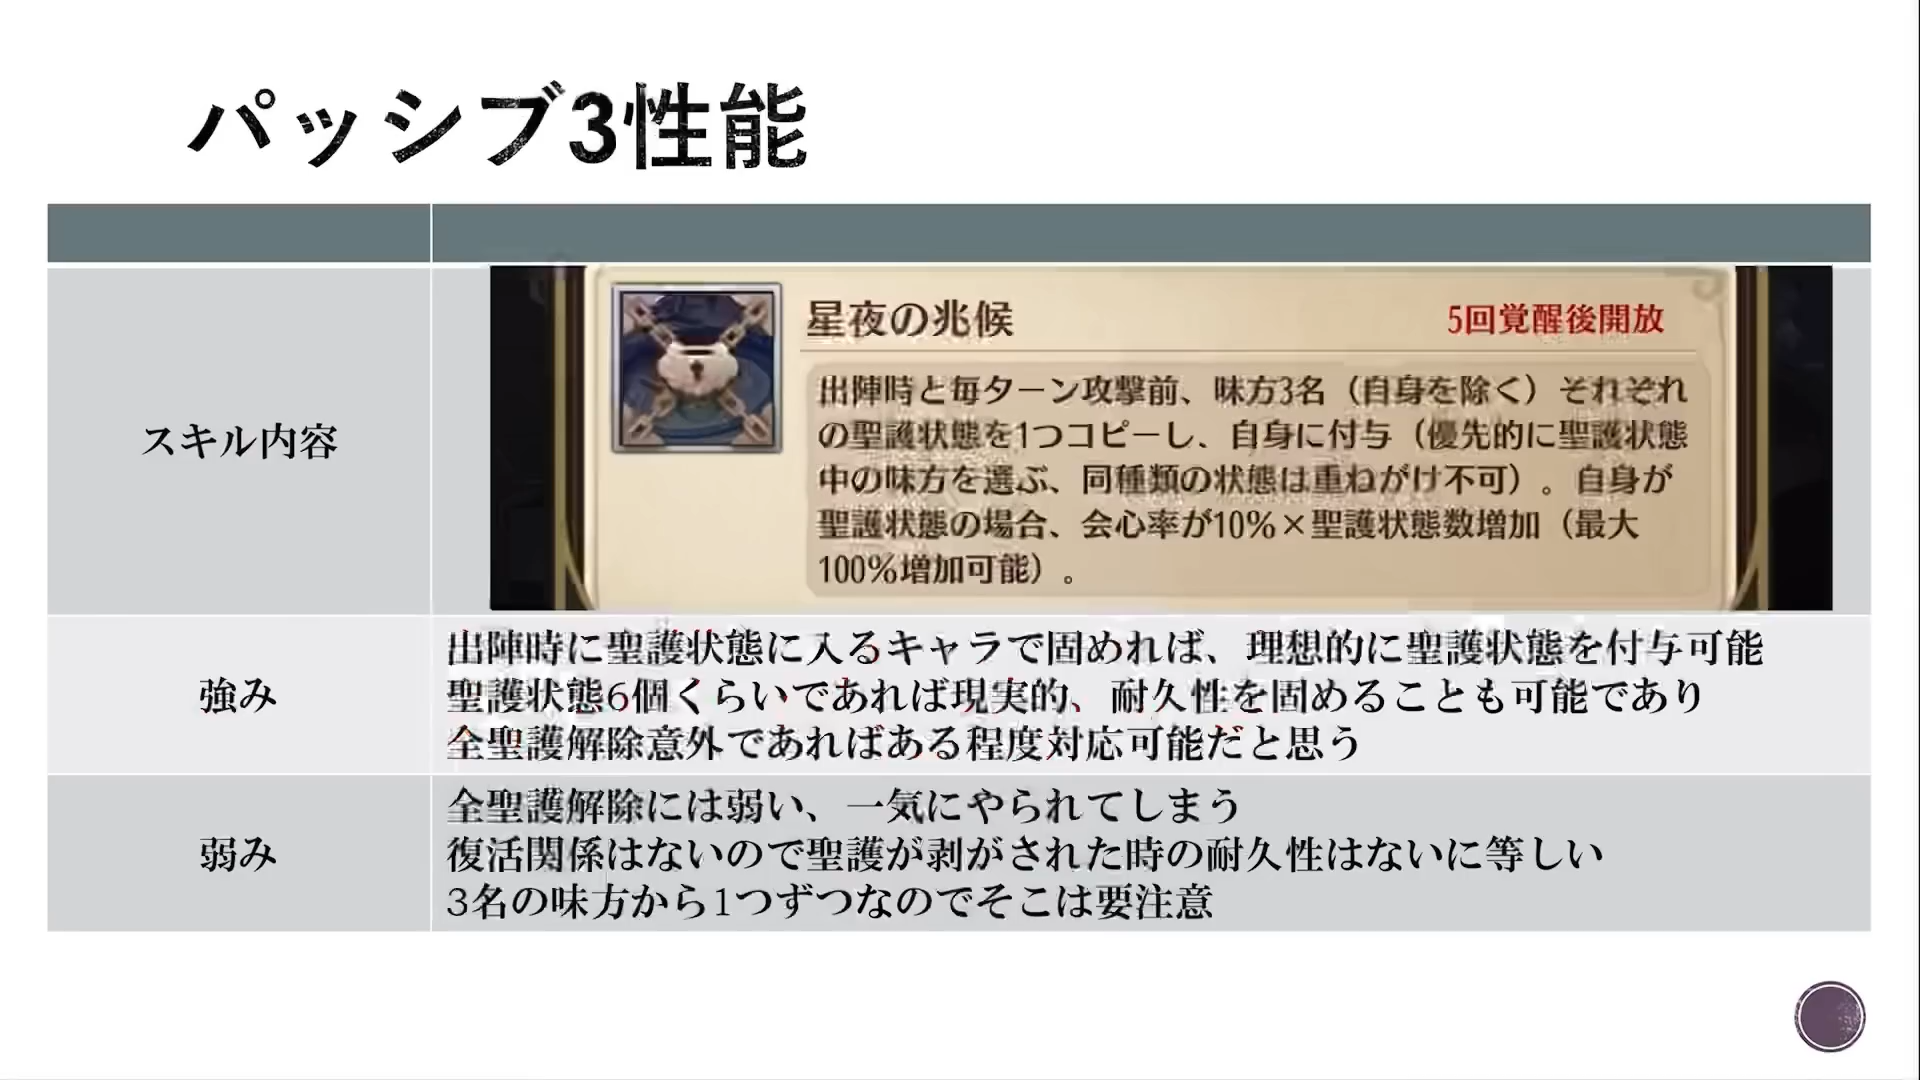 パッシブ3性能
スキル内容
星夜の兆候
5回覚醒後開放
出陣時と毎ターン攻撃前、味方3名（自身を除く）それぞれ
の聖護状態を1つコピーし、自身に付与（優先的に聖護状態
中の味方を選ぶ、同種類の状態は重ねがけ不可）。自身が
聖護状態の場合、会心率が10%×聖護状態数増加（最大
100%増加可能）。
強み
出陣時に聖護状態に入るキャラで固めれば、理想的に聖護状態を付与可能
聖護状態6個くらいであれば現実的、耐久性を固めることも可能であり
全聖護解除意外であればある程度対応可能だと思う
弱み
全聖護解除には弱い、一気にやられてしまう
復活関係はないので聖護が剥がされた時の耐久性はないに等しい
3名の味方から1つずつなのでそこは要注意